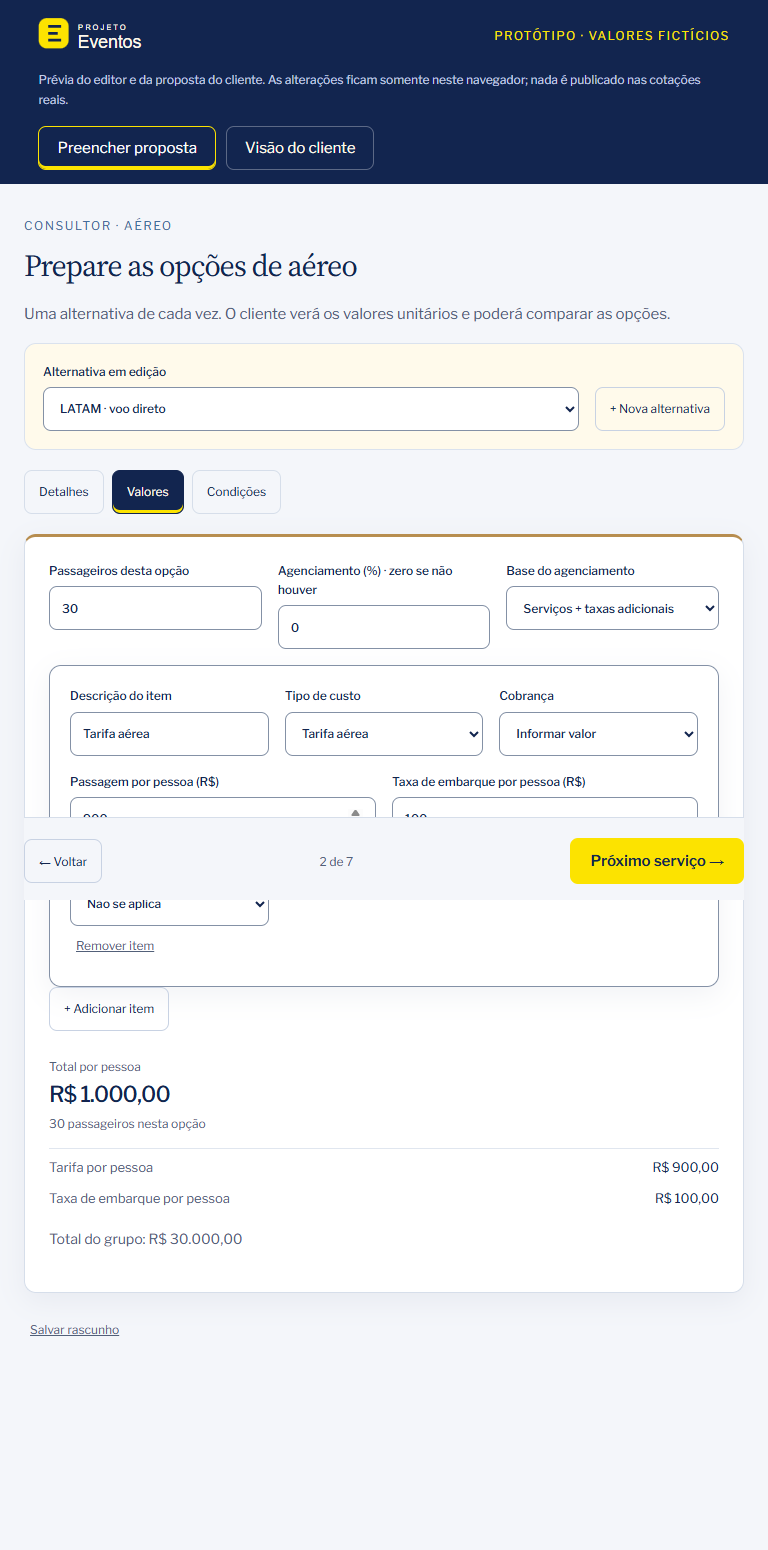 PROJETO
Eventos
PROTÓTIPO · VALORES FICTÍCIOS
Prévia do editor e da proposta do cliente. As alterações ficam somente neste navegador; nada é publicado nas cotações
reais.
Preencher proposta
Visão do cliente
CONSULTOR · AÉREO
Prepare as opções de aéreo
Uma alternativa de cada vez. O cliente verá os valores unitários e poderá comparar as opções.
Alternativa em edição
LATAM · voo direto
+ Nova alternativa
Detalhes
Valores
Condições
Passageiros desta opção
Agenciamento (%) · zero se não
houver
Base do agenciamento
30
0
Serviços + taxas adicionais
Descrição do item
Tipo de custo
Cobrança
Tarifa aérea
Tarifa aérea
Informar valor
Passagem por pessoa (R$)
Taxa de embarque por pessoa (R$)
900
100
← Voltar
2 de 7
Próximo serviço →
Não se aplica
Remover item
+ Adicionar item
Total por pessoa
R$ 1.000,00
30 passageiros nesta opção
Tarifa por pessoa
R$ 900,00
Taxa de embarque por pessoa
R$ 100,00
Total do grupo: R$ 30.000,00
Salvar rascunho